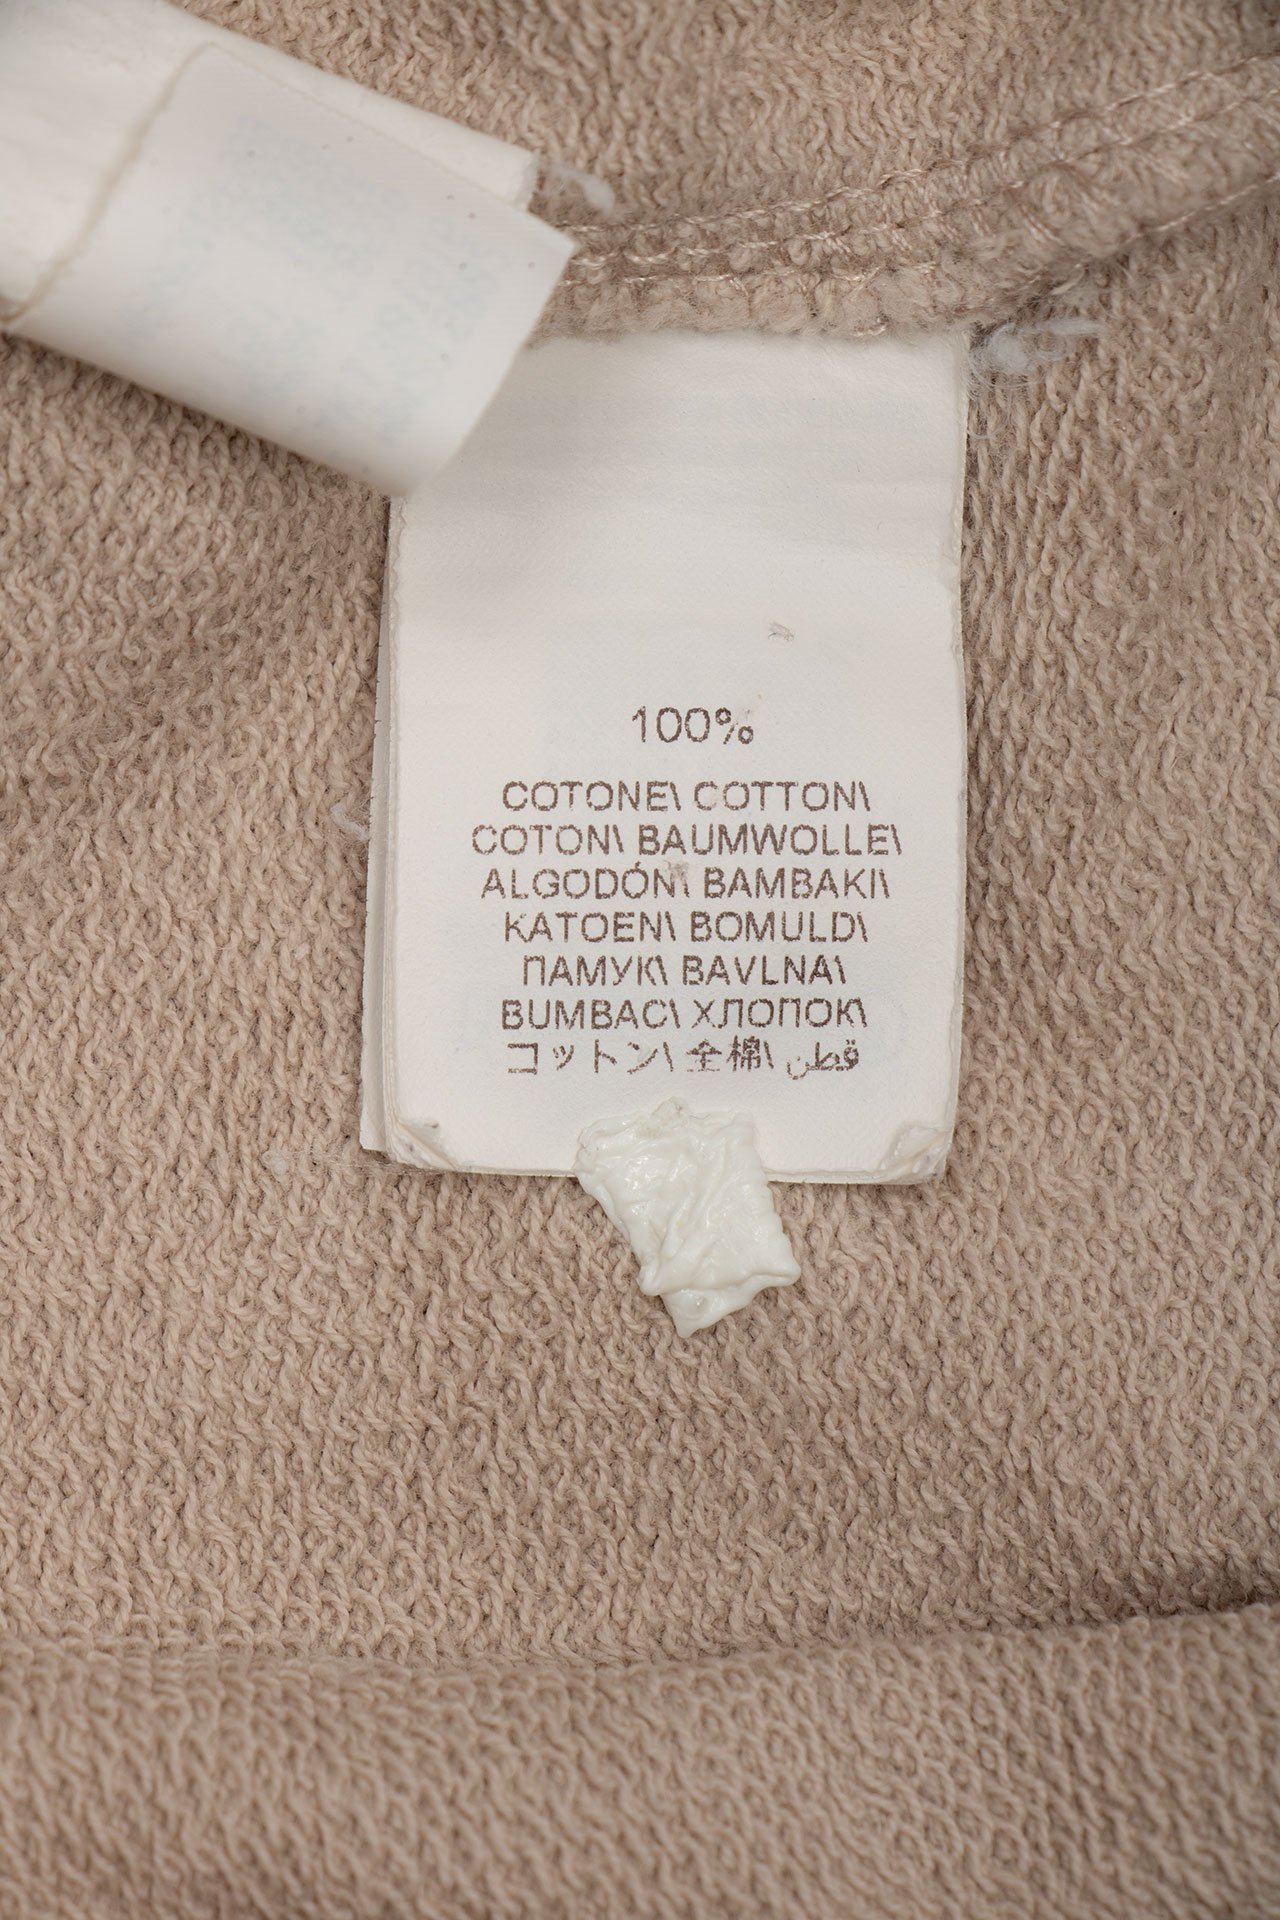 100%
COTONE\ COTTON\
COTON\ BAUMWOLLE\
ALGODÓN\ BAMBAKI\
KATOEN\ BOMULD\
ПАМУК\ BAVLNA\
BUMBAC\ ХЛОПОК\
コットン\ 全棉\ قطن